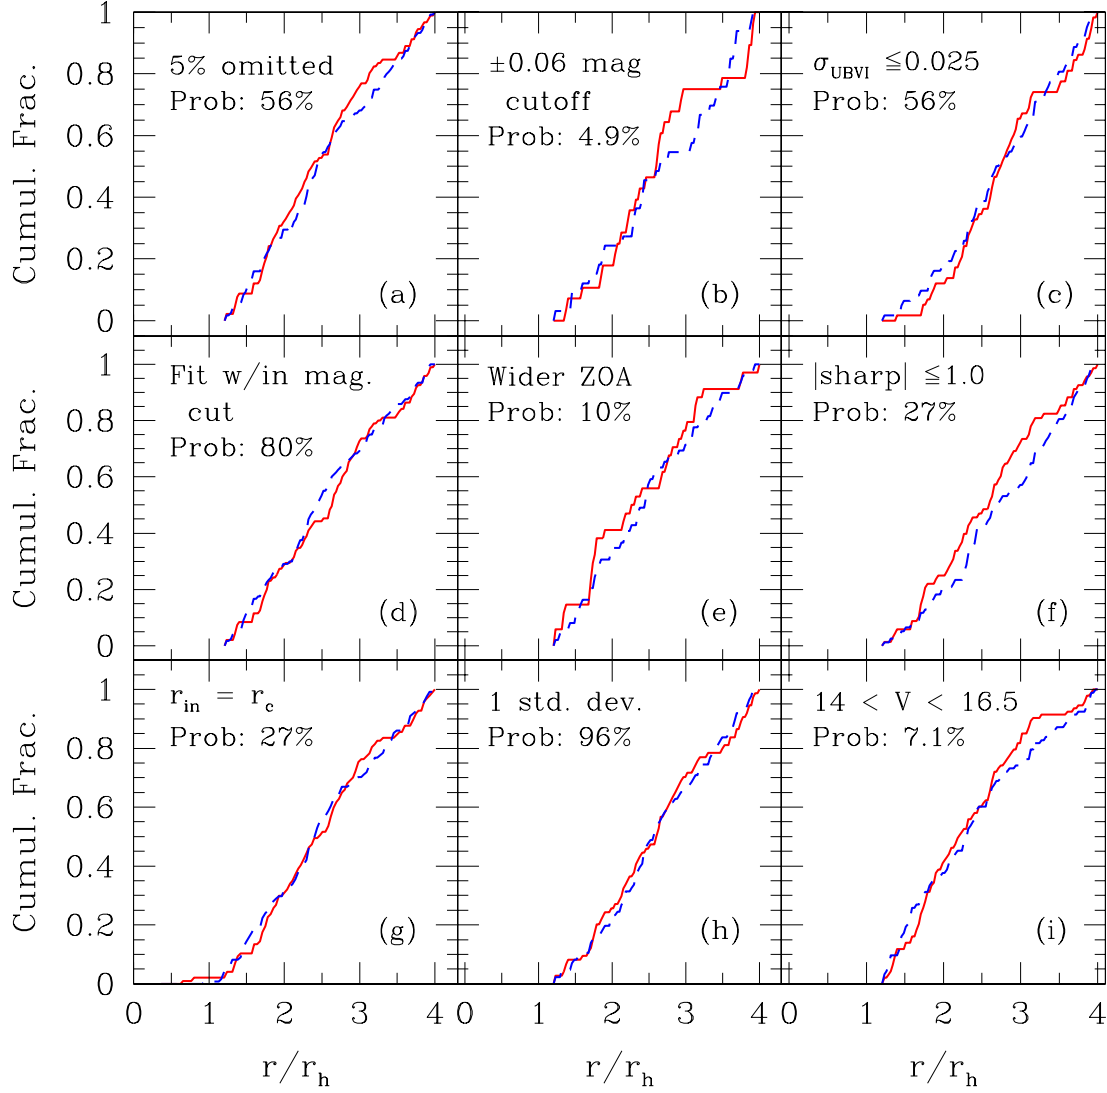 1
0.8
0.6
0.4
0.2
0
Cumul. Frac.
5% omitted
Prob: 56%
(a)
±0.06 mag
cutoff
Prob: 4.9%
(b)
σUBVI ≦0.025
Prob: 56%
(c)
1
0.8
0.6
0.4
0.2
0
Cumul. Frac.
Fit w/in mag.
cut
Prob: 80%
(d)
Wider ZOA
Prob: 10%
(e)
|sharp| ≦1.0
Prob: 27%
(f)
1
0.8
0.6
0.4
0.2
0
Cumul. Frac.
r_in = r_c
Prob: 27%
(g)
1 std. dev.
Prob: 96%
(h)
14 < V < 16.5
Prob: 7.1%
(i)
0 1 2 3 4
0 1 2 3 4
0 1 2 3 4
r/r_h
r/r_h
r/r_h